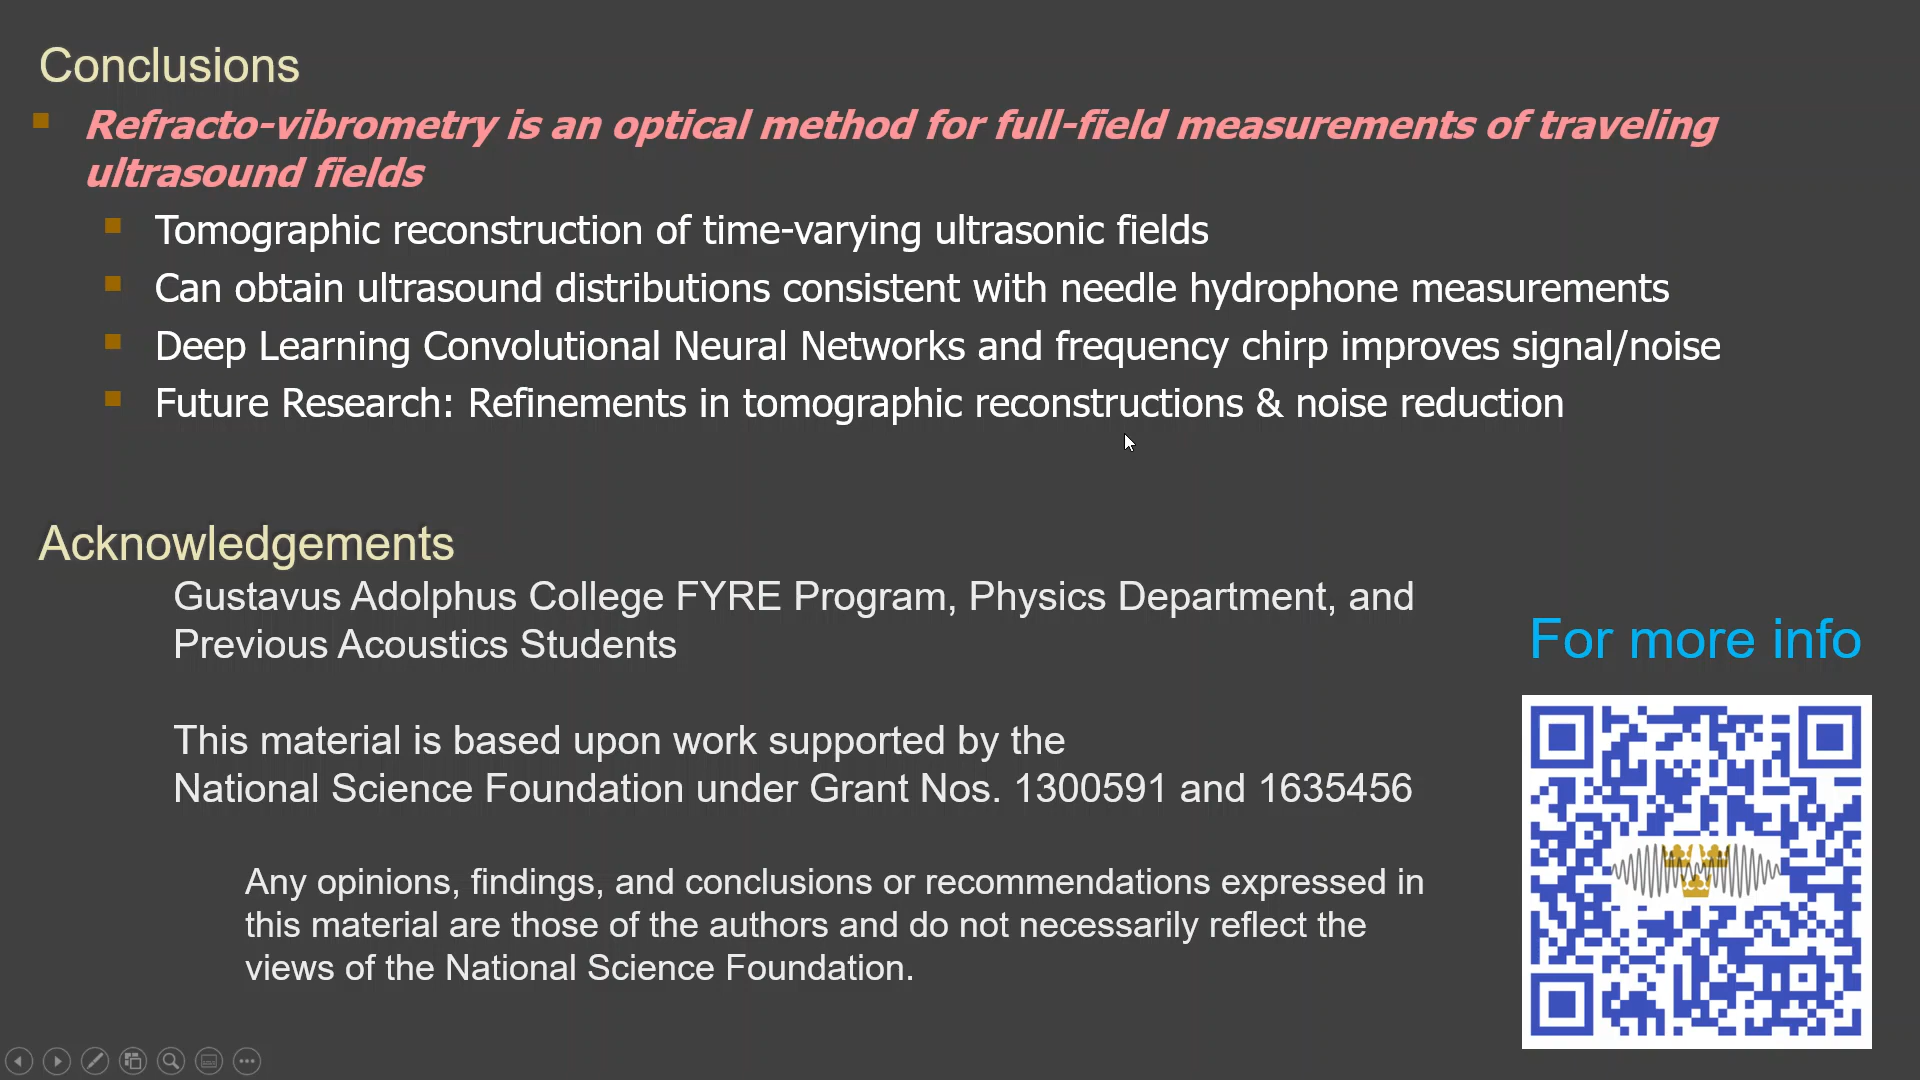 Conclusions
Refracto-vibrometry is an optical method for full-field measurements of traveling
ultrasound fields
Tomographic reconstruction of time-varying ultrasonic fields
Can obtain ultrasound distributions consistent with needle hydrophone measurements
Deep Learning Convolutional Neural Networks and frequency chirp improves signal/noise
Future Research: Refinements in tomographic reconstructions & noise reduction
Acknowledgements
Gustavus Adolphus College FYRE Program, Physics Department, and
Previous Acoustics Students
This material is based upon work supported by the
National Science Foundation under Grant Nos. 1300591 and 1635456
Any opinions, findings, and conclusions or recommendations expressed in
this material are those of the authors and do not necessarily reflect the
views of the National Science Foundation.
For more info